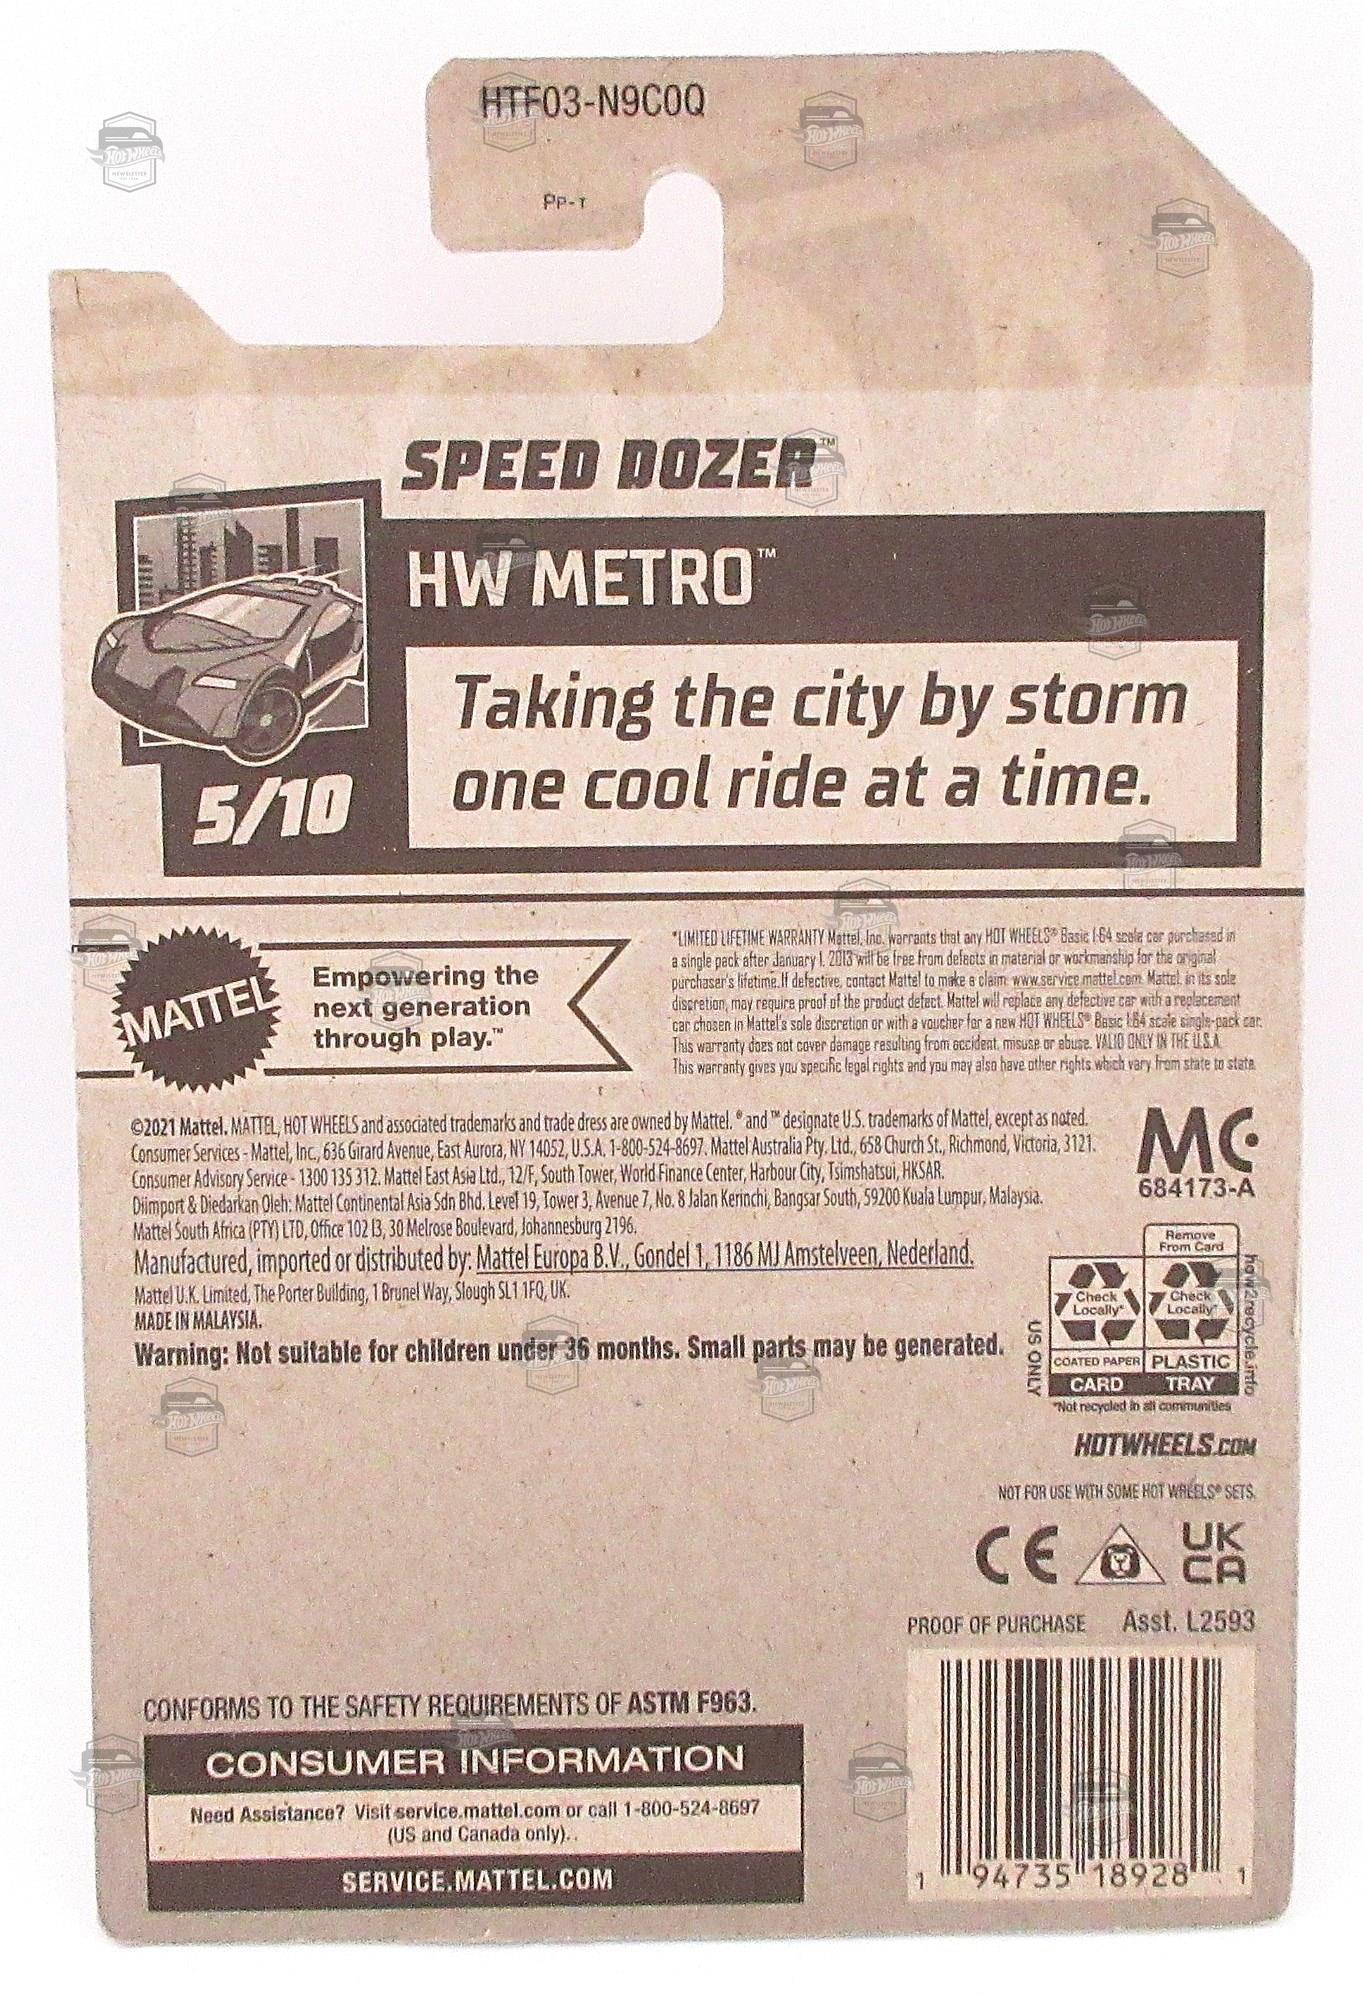 HTF03-N9C0Q
PP-T
SPEED DOZER™
HW METRO™
Taking the city by storm
one cool ride at a time.
5/10
MATTEL
Empowering the
next generation
through play.™
*LIMITED LIFETIME WARRANTY Mattel, Inc. warrants that any HOT WHEELS® Basic 1:64 scale car purchased in
a single pack after January 1, 2013 will be free from defects in material or workmanship for the original
purchaser's lifetime. If defective, contact Mattel to make a claim: www.service.mattel.com. Mattel, in its sole
discretion, may require proof of the product defect. Mattel will replace any defective car with a replacement
car chosen in Mattel's sole discretion or with a voucher for a new HOT WHEELS® Basic 1:64 scale single-pack car.
This warranty does not cover damage resulting from accident, misuse or abuse. VALID ONLY IN THE U.S.A.
This warranty gives you specific legal rights and you may also have other rights which vary from state to state.
©2021 Mattel. MATTEL, HOT WHEELS and associated trademarks and trade dress are owned by Mattel. ® and ™ designate U.S. trademarks of Mattel, except as noted.
Consumer Services - Mattel, Inc., 636 Girard Avenue, East Aurora, NY 14052, U.S.A. 1-800-524-8697. Mattel Australia Pty. Ltd., 658 Church St., Richmond, Victoria, 3121.
Consumer Advisory Service - 1300 135 312. Mattel East Asia Ltd., 12/F, South Tower, World Finance Center, Harbour City, Tsimshatsui, HKSAR.
Diimport & Diedarkan Oleh: Mattel Continental Asia Sdn Bhd. Level 19, Tower 3, Avenue 7, No. 8 Jalan Kerinchi, Bangsar South, 59200 Kuala Lumpur, Malaysia.
Mattel South Africa (PTY) LTD, Office 102 I3, 30 Melrose Boulevard, Johannesburg 2196.
Manufactured, imported or distributed by: Mattel Europa B.V., Gondel 1, 1186 MJ Amstelveen, Nederland.
Mattel U.K. Limited, The Porter Building, 1 Brunel Way, Slough SL1 1FQ, UK.
MADE IN MALAYSIA.
Warning: Not suitable for children under 36 months. Small parts may be generated.
MC
684173-A
Remove
From Card
Check
Locally*
Check
Locally*
US ONLY
how2recycle.info
COATED PAPER
PLASTIC
CARD
TRAY
*Not recycled in all communities
HOTWHEELS.COM
NOT FOR USE WITH SOME HOT WHEELS® SETS.
CE
UK
CA
PROOF OF PURCHASE Asst. L2593
CONFORMS TO THE SAFETY REQUIREMENTS OF ASTM F963.
CONSUMER INFORMATION
Need Assistance? Visit service.mattel.com or call 1-800-524-8697
(US and Canada only)..
SERVICE.MATTEL.COM
1 94735 18928 1